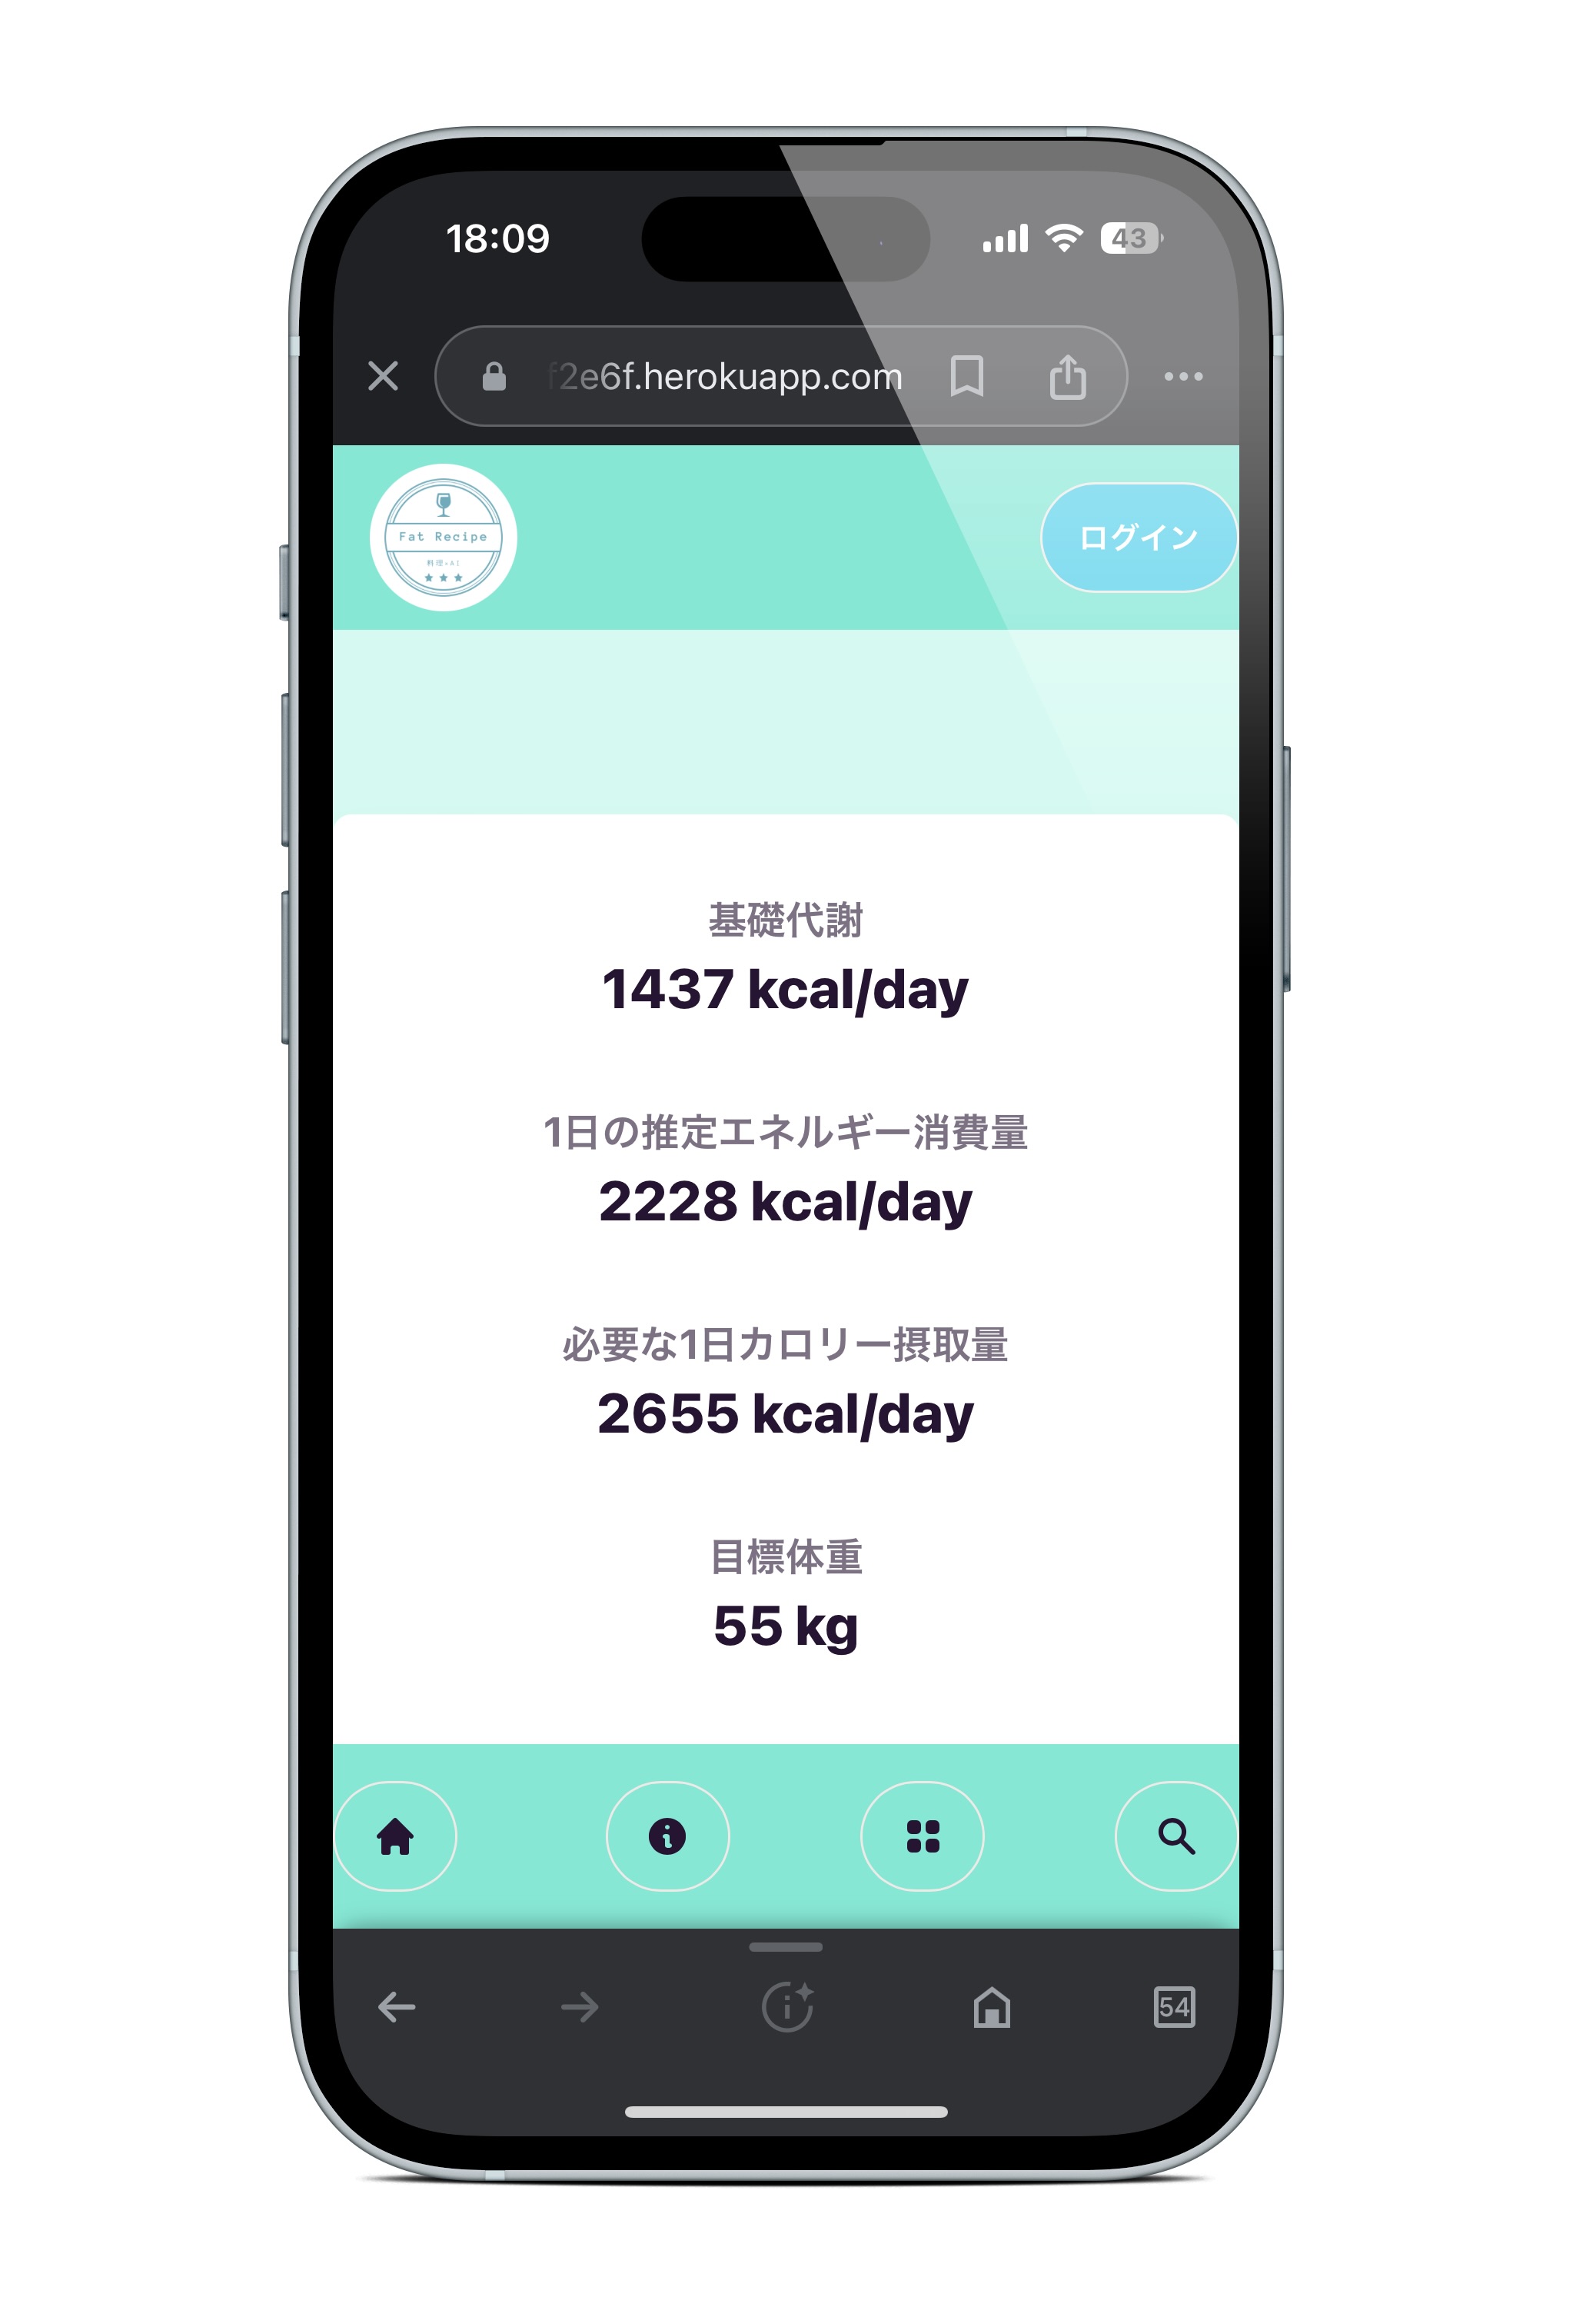 18:09
43
f2e6f.herokuapp.com
Fat Recipe
料理×AI
ログイン
基礎代謝
1437 kcal/day
1日の推定エネルギー消費量
2228 kcal/day
必要な1日カロリー摂取量
2655 kcal/day
目標体重
55 kg
54